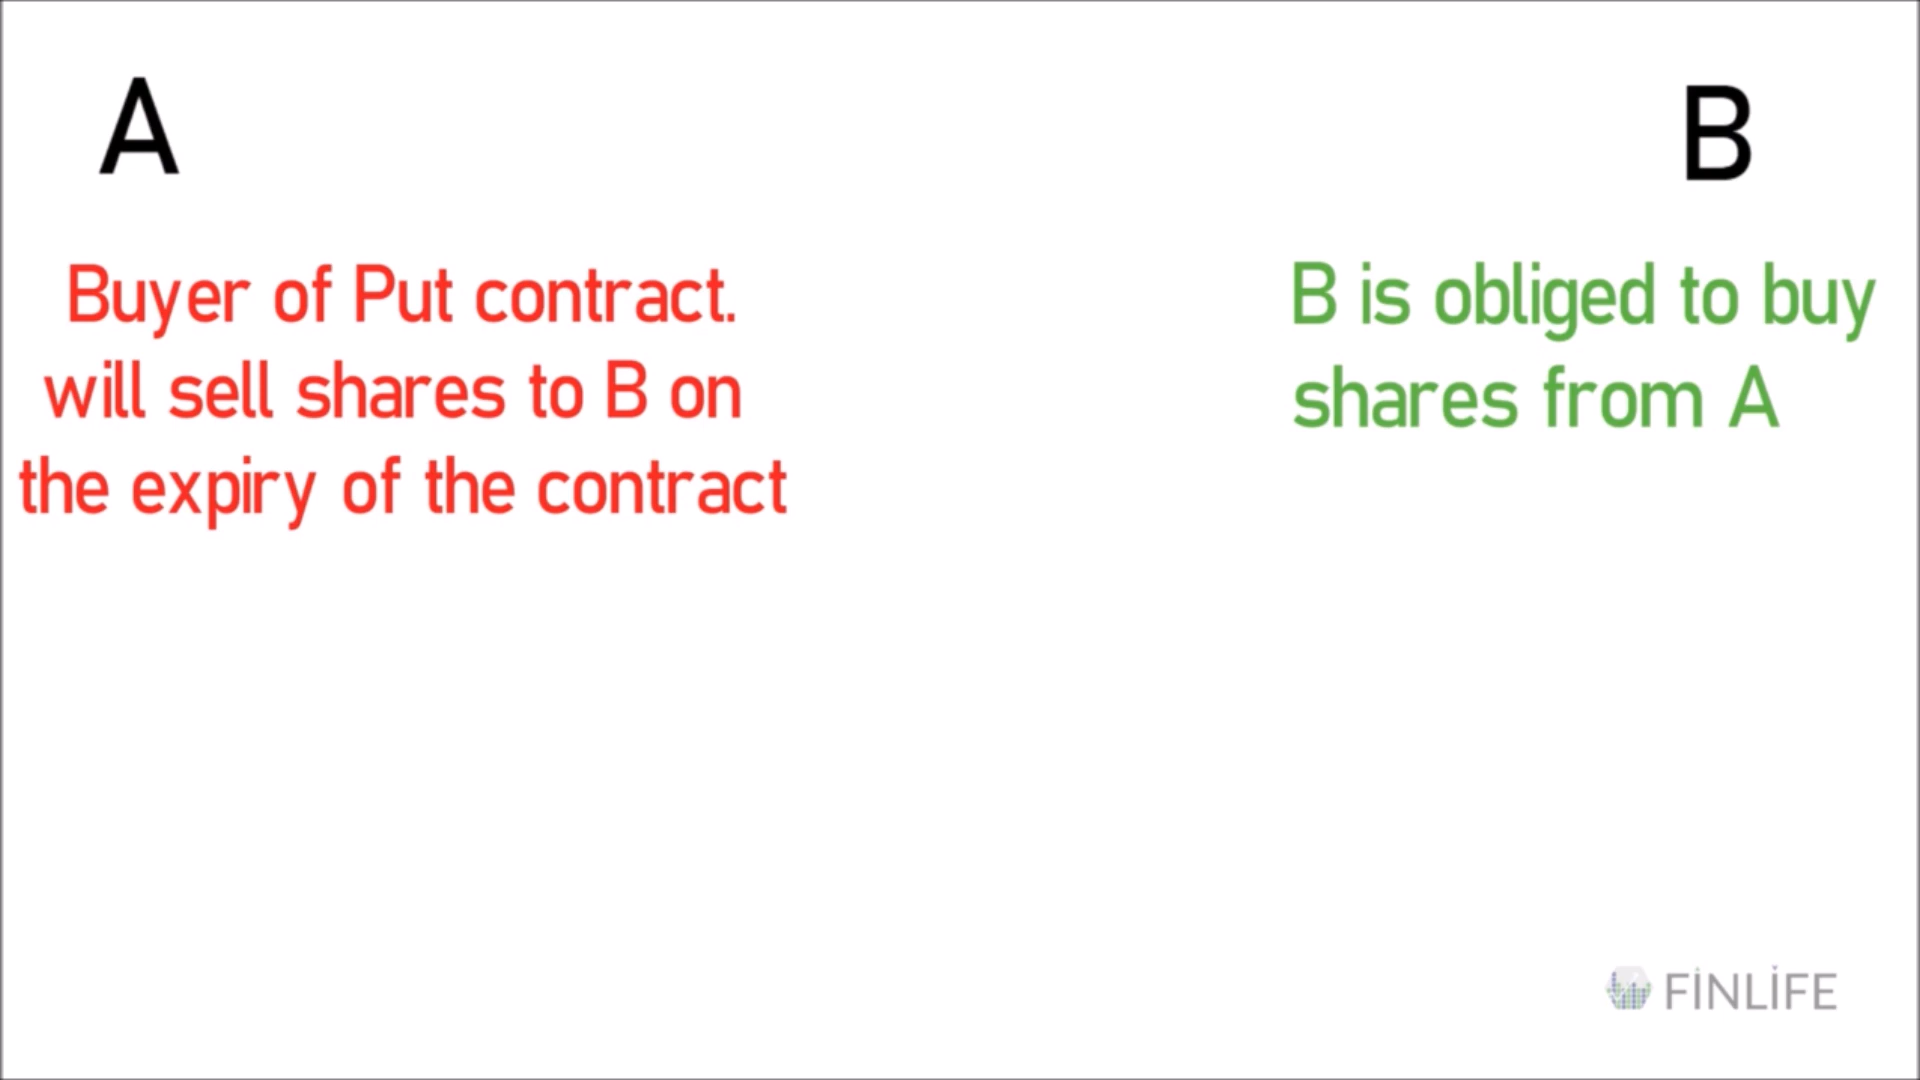 A
B
Buyer of Put contract.
will sell shares to B on
the expiry of the contract
B is obliged to buy
shares from A
FİNLİFE